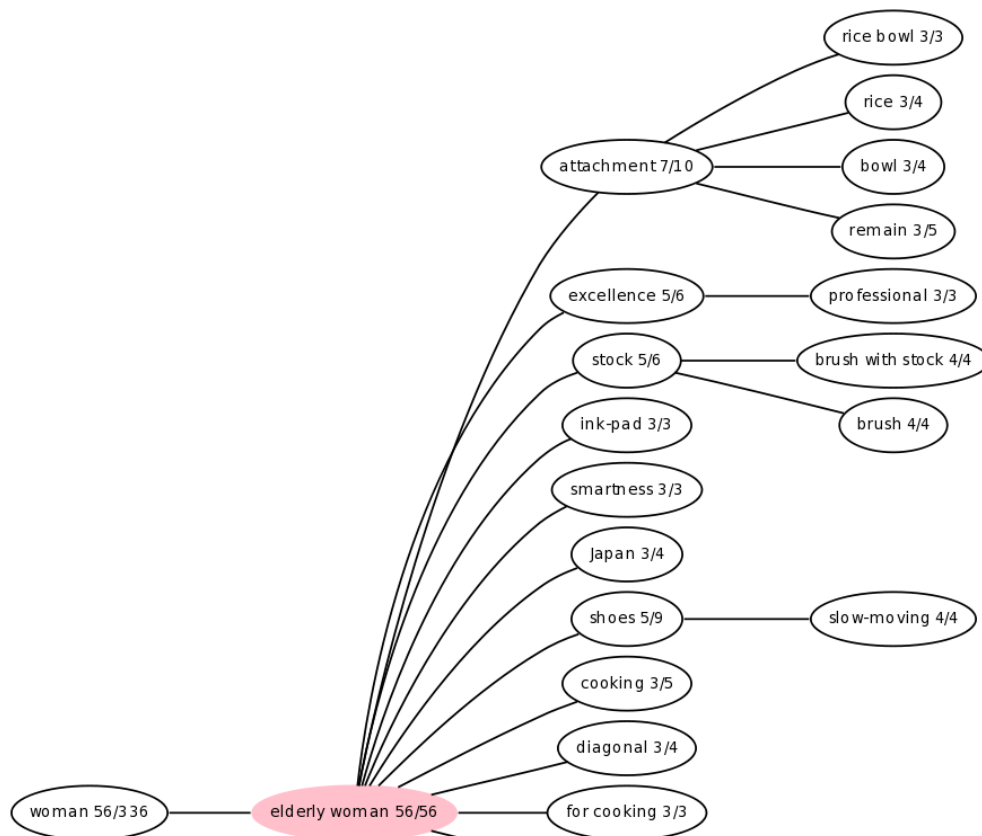 rice bowl 3/3
rice 3/4
attachment 7/10
bowl 3/4
remain 3/5
excellence 5/6
professional 3/3
stock 5/6
brush with stock 4/4
ink-pad 3/3
brush 4/4
smartness 3/3
Japan 3/4
shoes 5/9
slow-moving 4/4
cooking 3/5
diagonal 3/4
woman 56/336
elderly woman 56/56
for cooking 3/3